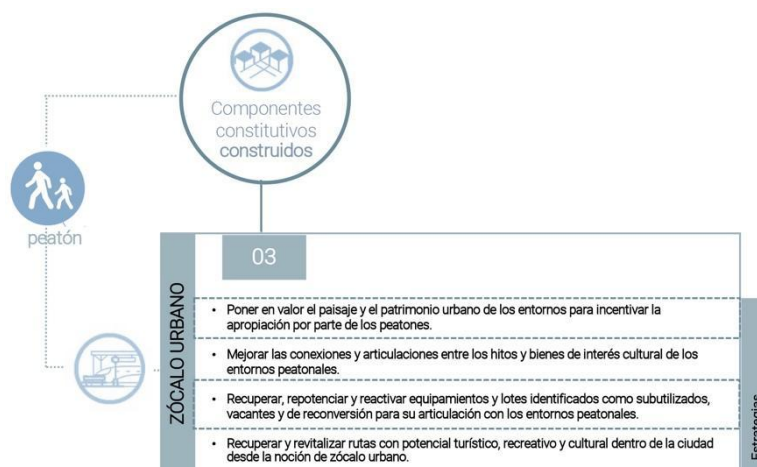 Componentes
constitutivos
construidos
peatón
03
ZÓCALO URBANO
• Poner en valor el paisaje y el patrimonio urbano de los entornos para incentivar la
apropiación por parte de los peatones.
• Mejorar las conexiones y articulaciones entre los hitos y bienes de interés cultural de los
entornos peatonales.
• Recuperar, repotenciar y reactivar equipamientos y lotes identificados como subutilizados,
vacantes y de reconversión para su articulación con los entornos peatonales.
• Recuperar y revitalizar rutas con potencial turístico, recreativo y cultural dentro de la ciudad
desde la noción de zócalo urbano.
Estrategias